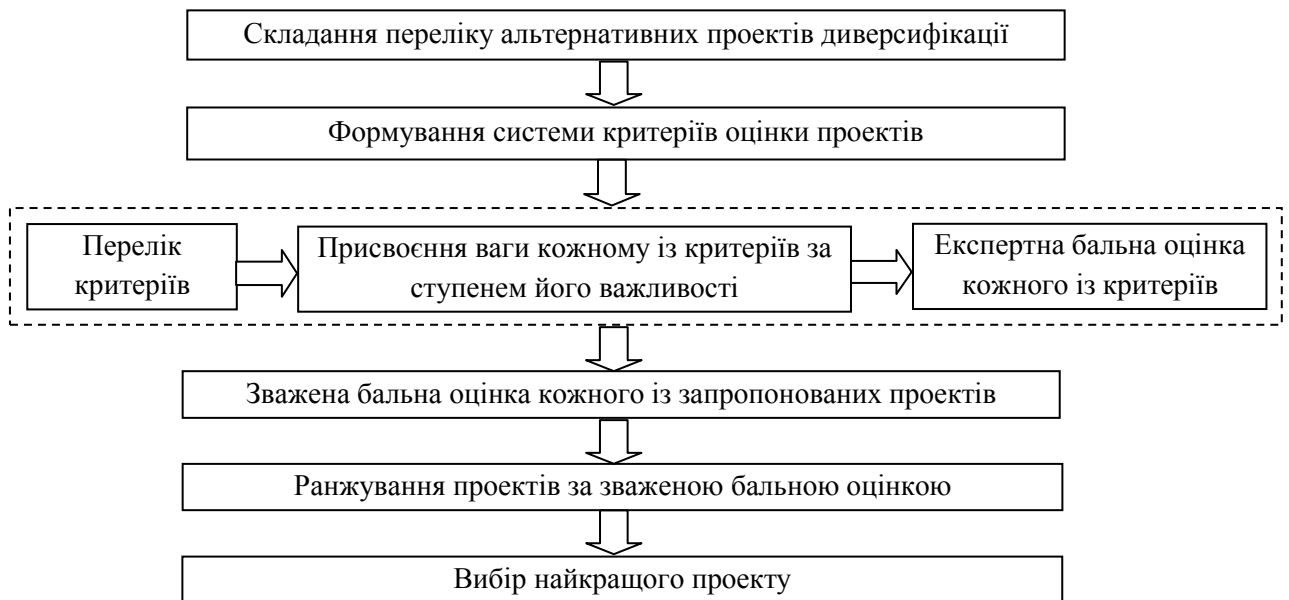 Складання переліку альтернативних проектів диверсифікації
Формування системи критеріїв оцінки проектів
Перелік
критеріїв
Присвоєння ваги кожному із критеріїв за
ступенем його важливості
Експертна бальна оцінка
кожного із критеріїв
Зважена бальна оцінка кожного із запропонованих проектів
Ранжування проектів за зваженою бальною оцінкою
Вибір найкращого проекту